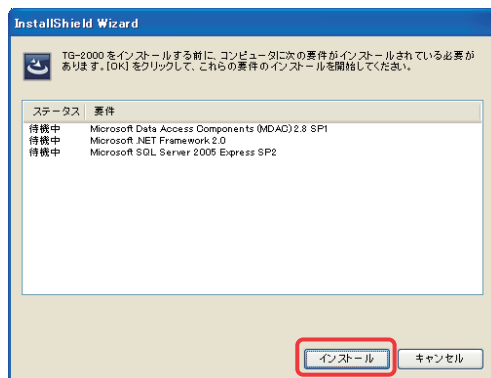 InstallShield Wizard
TG-2000 をインストールする前に、コンピュータに次の要件がインストールされている必要が
あります。[OK] をクリックして、これらの要件のインストールを開始してください。
ステータス 要件
待機中 Microsoft Data Access Components (MDAC) 2.8 SP1
待機中 Microsoft .NET Framework 2.0
待機中 Microsoft SQL Server 2005 Express SP2
インストール キャンセル